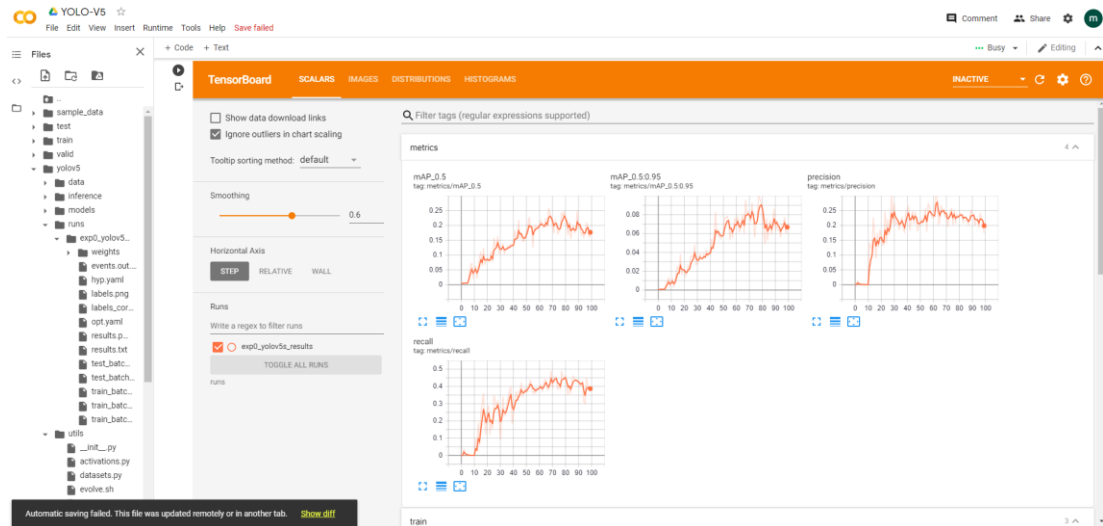 YOLO-V5
File Edit View Insert Runtime Tools Help Save failed
Comment Share m
Files
+ Code + Text
Busy Editing
..
sample_data
test
train
valid
yolov5
data
inference
models
runs
exp0_yolov5...
weights
events.out....
hyp.yaml
labels.png
labels_cor...
opt.yaml
results.p...
results.txt
test_batc...
test_batch...
train_batc...
train_batc...
train_batc...
utils
__init__.py
activations.py
datasets.py
evolve.sh
Automatic saving failed. This file was updated remotely or in another tab. Show diff
TensorBoard SCALARS IMAGES DISTRIBUTIONS HISTOGRAMS INACTIVE
Show data download links
Ignore outliers in chart scaling
Tooltip sorting method: default
Smoothing
0.6
Horizontal Axis
STEP RELATIVE WALL
Runs
Write a regex to filter runs
exp0_yolov5s_results
TOGGLE ALL RUNS
runs
Filter tags (regular expressions supported)
metrics 4
mAP_0.5
tag: metrics/mAP_0.5
0.25
0.2
0.15
0.1
0.05
0
0 10 20 30 40 50 60 70 80 90 100
mAP_0.5:0.95
tag: metrics/mAP_0.5:0.95
0.08
0.06
0.04
0.02
0
0 10 20 30 40 50 60 70 80 90 100
precision
tag: metrics/precision
0.25
0.2
0.15
0.1
0.05
0
0 10 20 30 40 50 60 70 80 90 100
recall
tag: metrics/recall
0.5
0.4
0.3
0.2
0.1
0
0 10 20 30 40 50 60 70 80 90 100
train 3